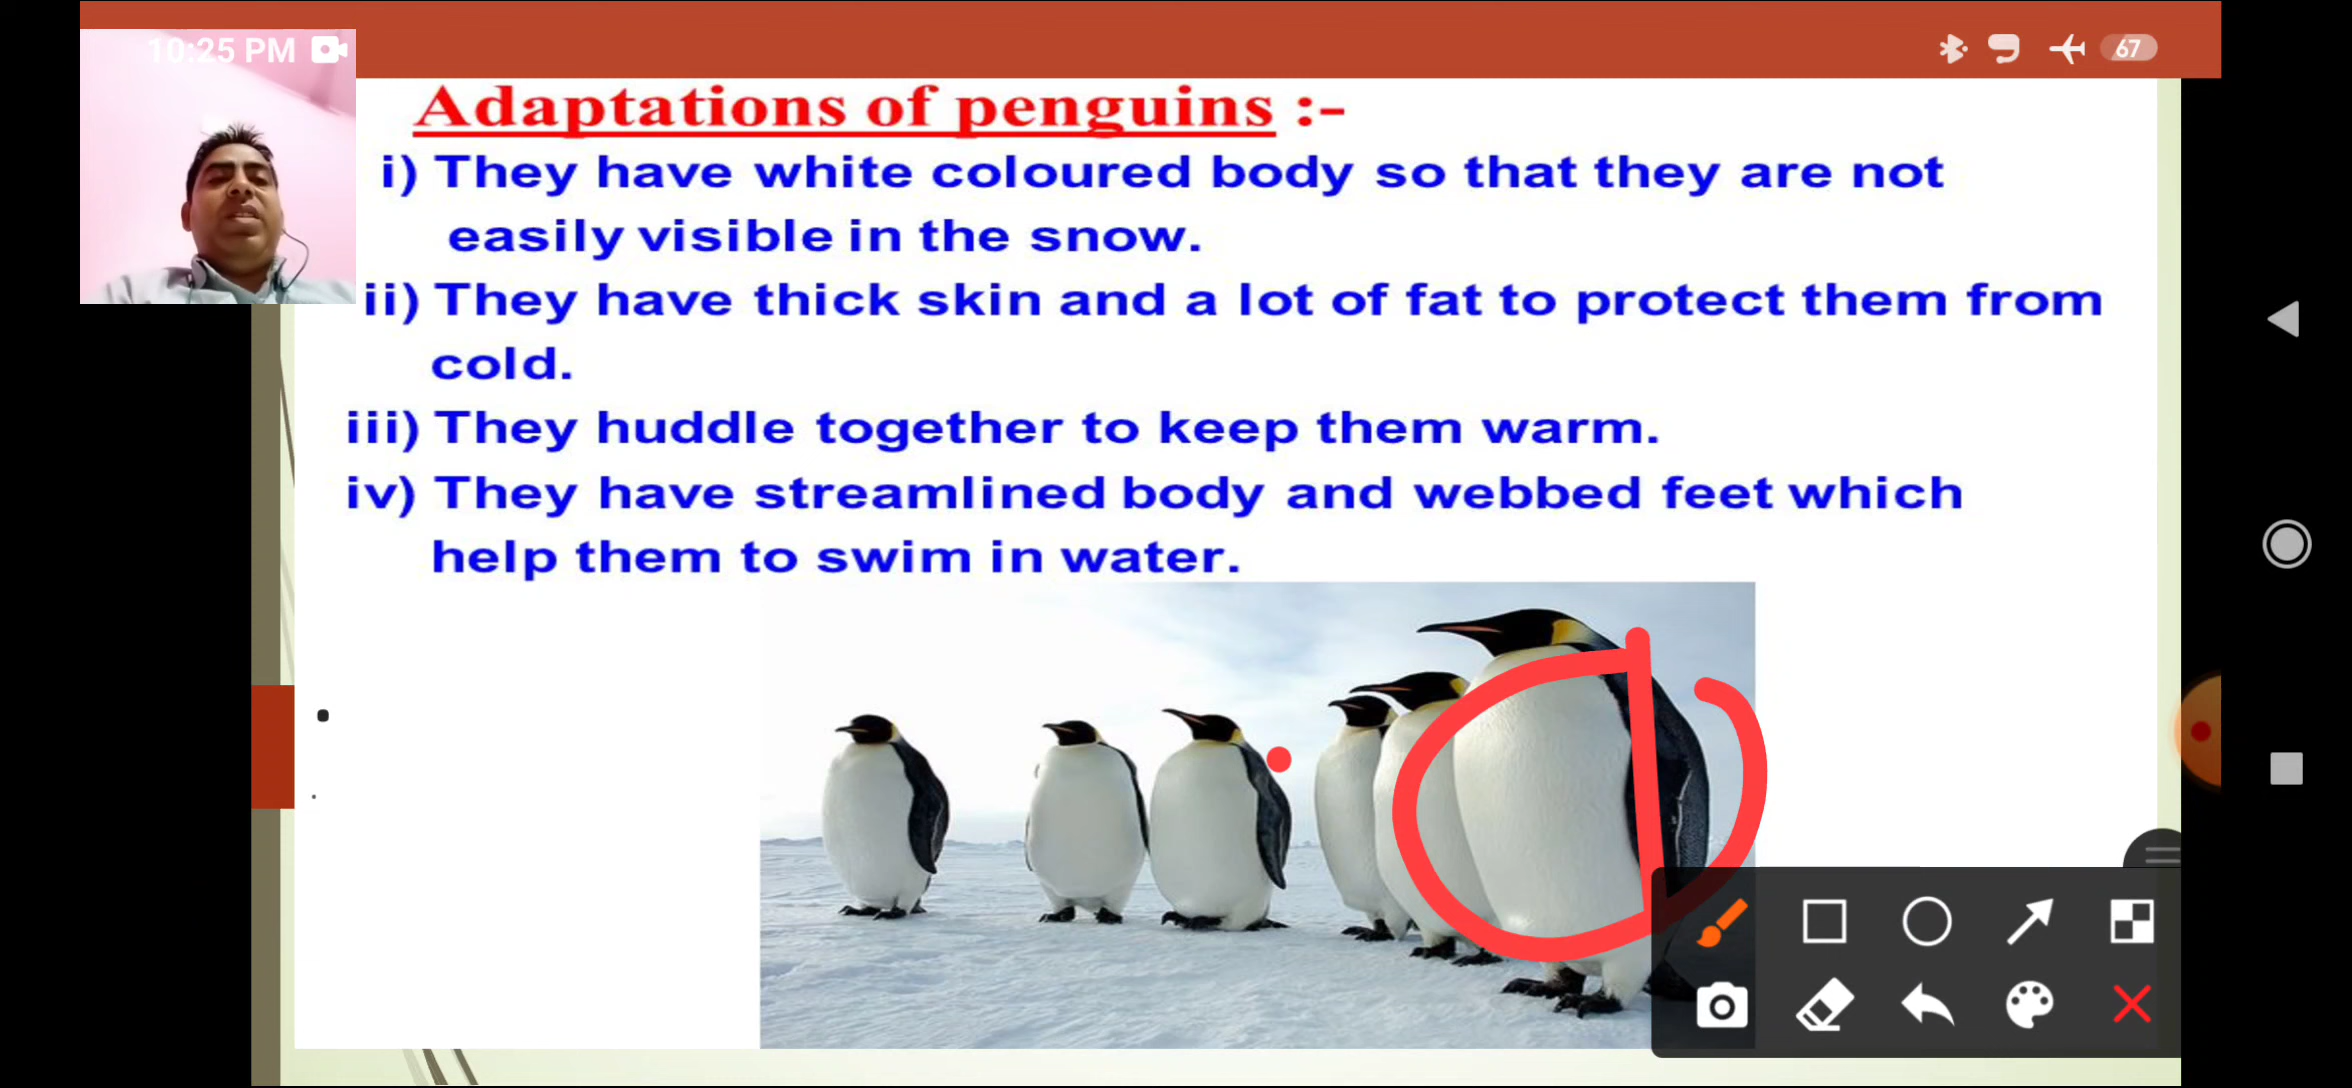 10:25 PM
67
Adaptations of penguins :-
i) They have white coloured body so that they are not
easily visible in the snow.
ii) They have thick skin and a lot of fat to protect them from
cold.
iii) They huddle together to keep them warm.
iv) They have streamlined body and webbed feet which
help them to swim in water.